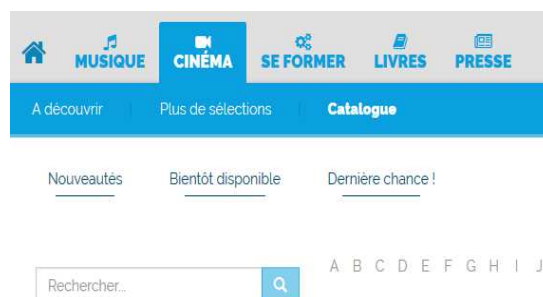 MUSIQUE CINÉMA SE FORMER LIVRES PRESSE
A découvrir Plus de sélections Catalogue
Nouveautés Bientôt disponible Dernière chance !
A B C D E F G H I J
Rechercher...